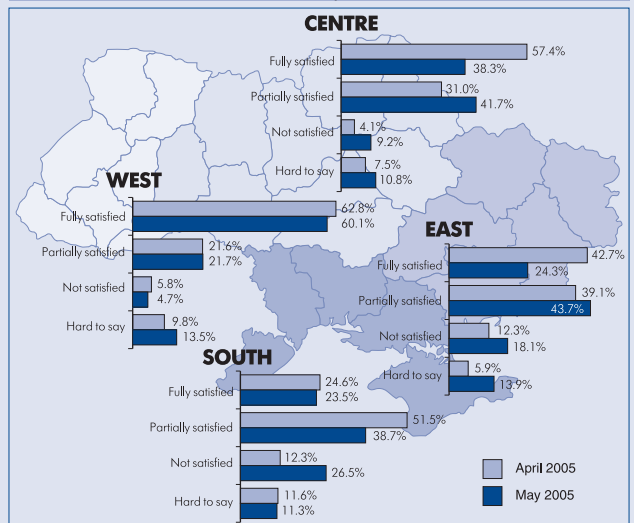 CENTRE
Fully satisfied 57.4%
38.3%
Partially satisfied 31.0%
41.7%
Not satisfied 4.1%
9.2%
Hard to say 7.5%
10.8%
WEST
Fully satisfied 62.8%
60.1%
Partially satisfied 21.6%
21.7%
Not satisfied 5.8%
4.7%
Hard to say 9.8%
13.5%
EAST
Fully satisfied 42.7%
24.3%
Partially satisfied 39.1%
43.7%
Not satisfied 12.3%
18.1%
Hard to say 5.9%
13.9%
SOUTH
Fully satisfied 24.6%
23.5%
Partially satisfied 51.5%
38.7%
Not satisfied 12.3%
26.5%
Hard to say 11.6%
11.3%
April 2005
May 2005